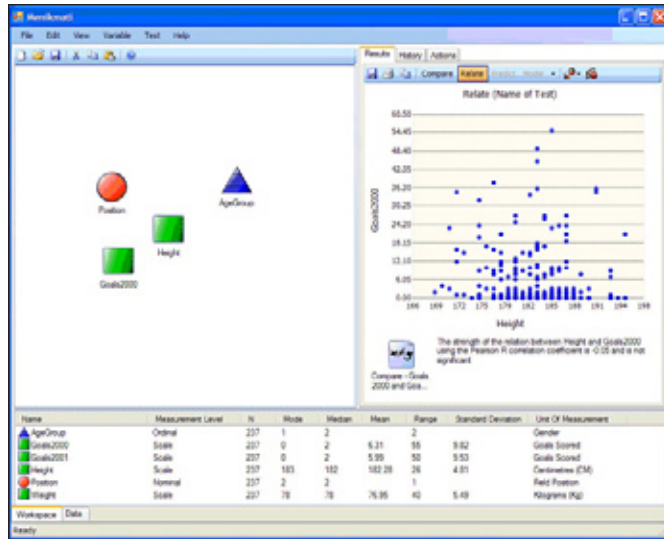 Menikmati
File Edit View Variable Test Help
Results History Actions
Compare Relate Predict Model
Relate (Name of Test)
60.50
54.45
48.40
42.35
36.30
30.25
24.20
18.15
12.10
6.05
0.00
Goals2000
166 169 172 175 179 182 185 188 191 194 198
Height
Position
AgeGroup
Height
Goals2000
The strength of the relation between Height and Goals2000
using the Pearson R correlation coefficient is -0.05 and is not
significant
Compare - Goals
2000 and Goa...
Name Measurement Level N Mode Median Mean Range Standard Deviation Unit Of Measurement
AgeGroup Ordinal 237 1 2 2 Gender
Goals2000 Scale 237 0 2 6.31 55 9.82 Goals Scored
Goals2001 Scale 237 0 2 5.99 50 9.53 Goals Scored
Height Scale 237 183 182 182.28 26 4.81 Centimetres (CM)
Position Nominal 237 2 2 1 Field Position
Weight Scale 237 78 78 76.95 40 5.49 Kilograms (Kg)
Workspace Data
Ready